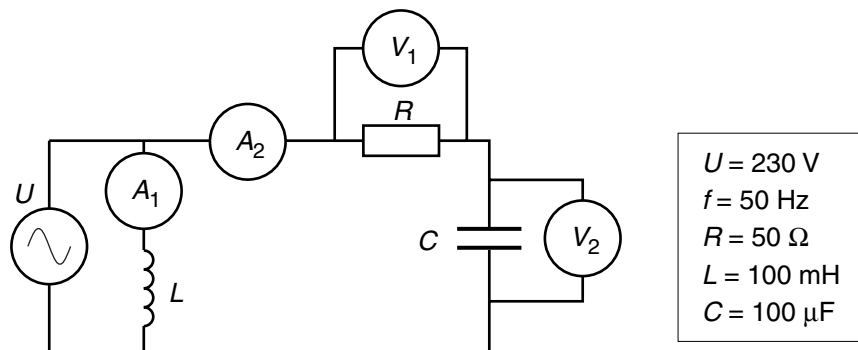 V₁
R
A₂
A₁
U
L
C
V₂
U = 230 V
f = 50 Hz
R = 50 Ω
L = 100 mH
C = 100 μF